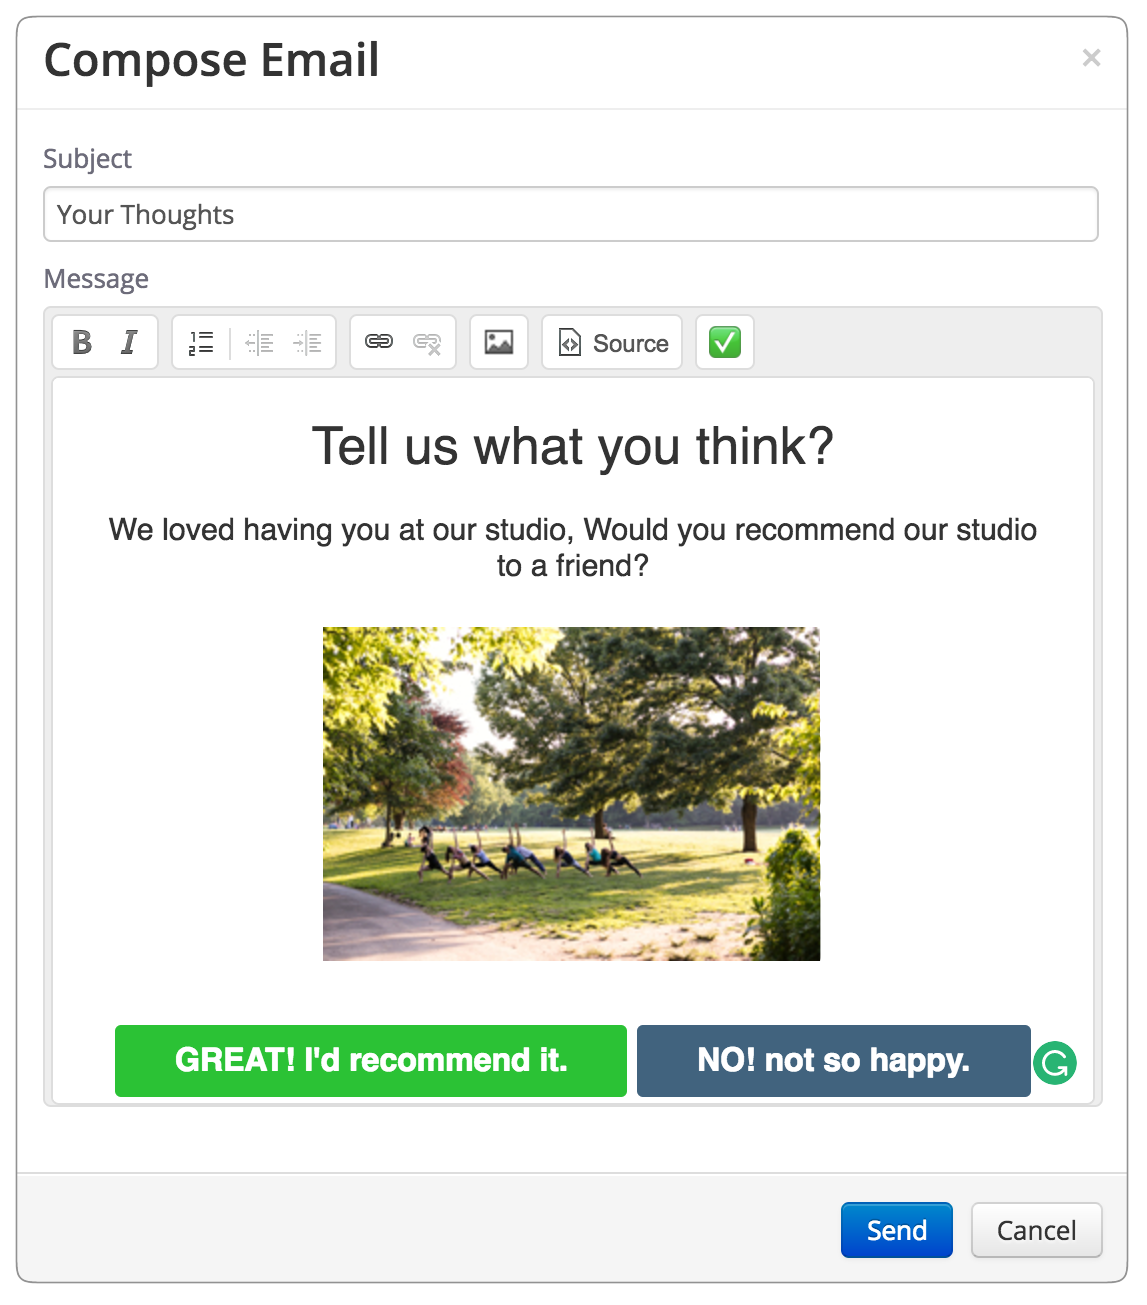 Compose Email
×
Subject
Your Thoughts
Message
B I
Source
Tell us what you think?
We loved having you at our studio, Would you recommend our studio
to a friend?
GREAT! I'd recommend it.
NO! not so happy.
Send
Cancel